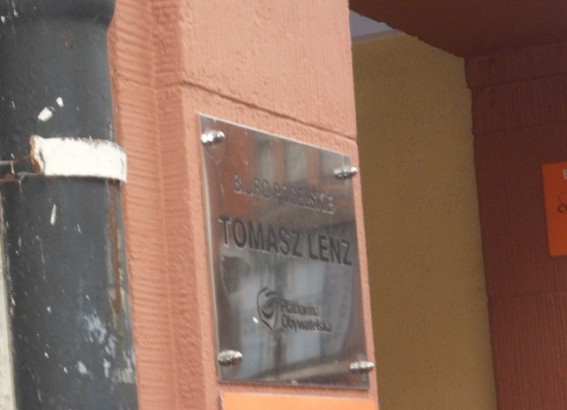 BIURO POSELSKIE
TOMASZ LENZ
Platforma
Obywatelska